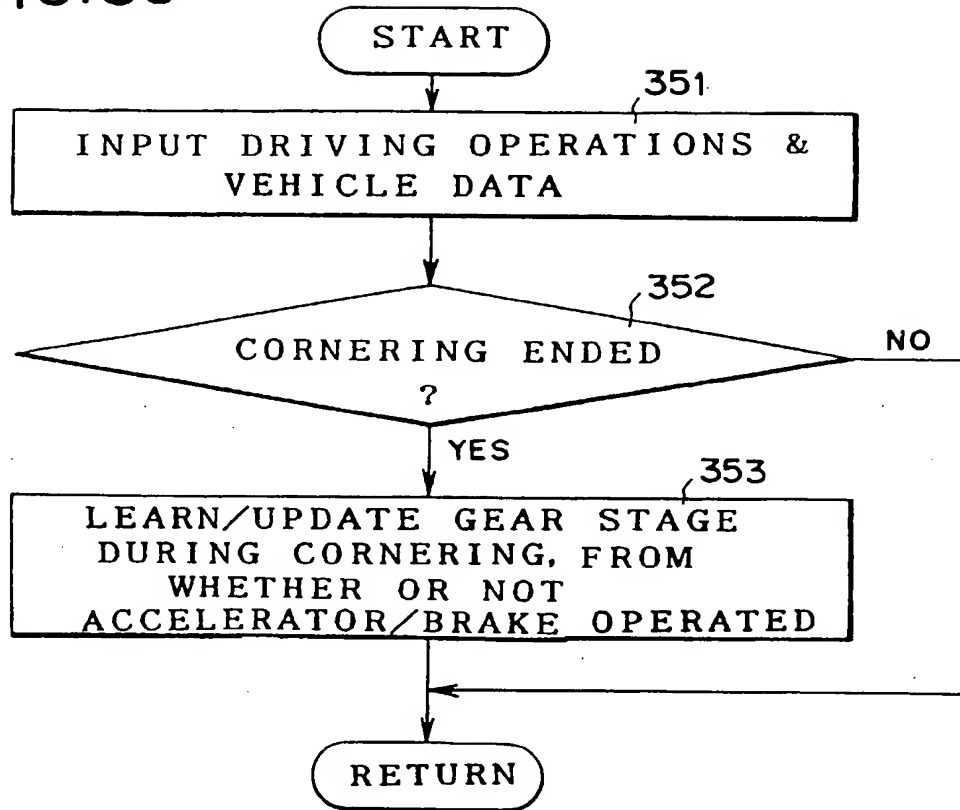 START
351
INPUT DRIVING OPERATIONS &
VEHICLE DATA
352
CORNERING ENDED
?
NO
YES
353
LEARN/UPDATE GEAR STAGE
DURING CORNERING, FROM
WHETHER OR NOT
ACCELERATOR/BRAKE OPERATED
RETURN